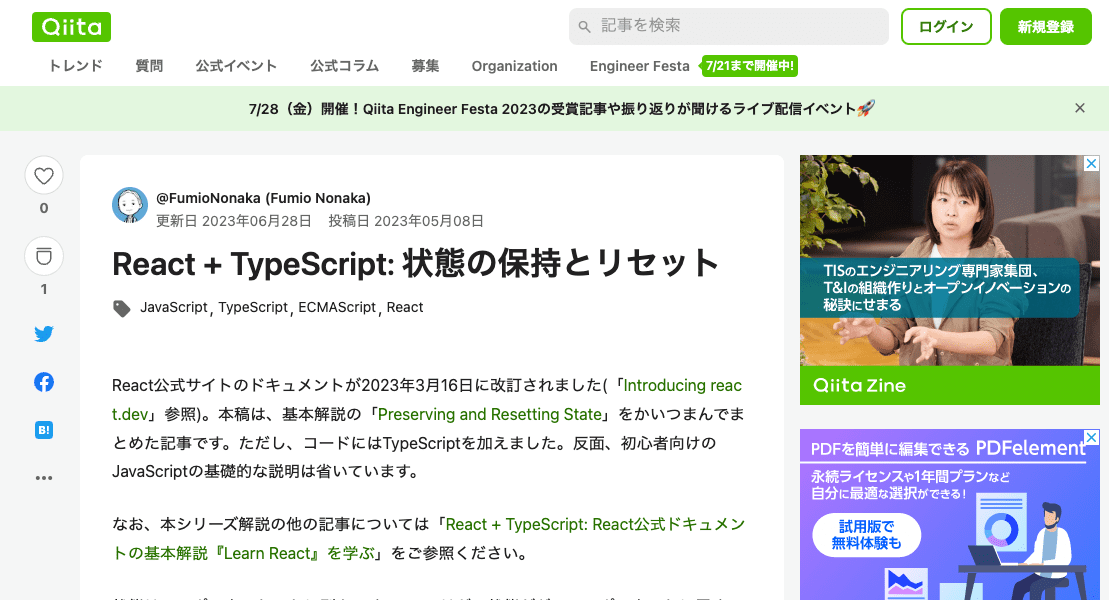 Qiita
記事を検索
ログイン
新規登録
トレンド
質問
公式イベント
公式コラム
募集
Organization
Engineer Festa
7/21まで開催中!
7/28（金）開催！Qiita Engineer Festa 2023の受賞記事や振り返りが聞けるライブ配信イベント🚀
0
1
B!
@FumioNonaka (Fumio Nonaka)
更新日 2023年06月28日 投稿日 2023年05月08日
React + TypeScript: 状態の保持とリセット
JavaScript, TypeScript, ECMAScript, React
React公式サイトのドキュメントが2023年3月16日に改訂されました(「Introducing reac
t.dev」参照)。本稿は、基本解説の「Preserving and Resetting State」をかいつまんでま
とめた記事です。ただし、コードにはTypeScriptを加えました。反面、初心者向けの
JavaScriptの基礎的な説明は省いています。
なお、本シリーズ解説の他の記事については「React + TypeScript: React公式ドキュメン
トの基本解説『Learn React』を学ぶ」をご参照ください。
TISのエンジニアリング専門家集団、
T&Iの組織作りとオープンイノベーションの
秘訣にせまる
Qiita Zine
PDFを簡単に編集できる PDFelement
永続ライセンスや1年間プランなど
自分に最適な選択ができる!
試用版で
無料体験も